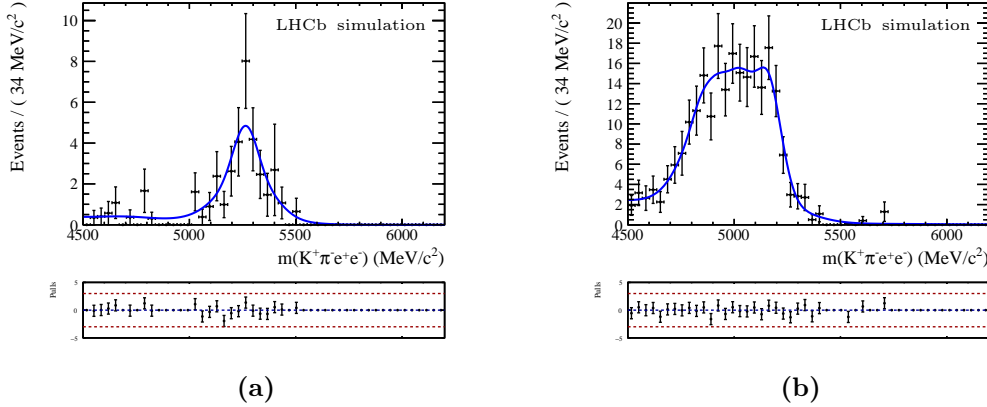 LHCb simulation
Events / ( 34 MeV/c² )
10
8
6
4
2
0
4500 5000 5500 6000
m(K⁺π⁻e⁺e⁻) (MeV/c²)
Pulls
5
0
−5
(a)
LHCb simulation
Events / ( 34 MeV/c² )
22
20
18
16
14
12
10
8
6
4
2
0
4500 5000 5500 6000
m(K⁺π⁻e⁺e⁻) (MeV/c²)
Pulls
5
0
−5
(b)